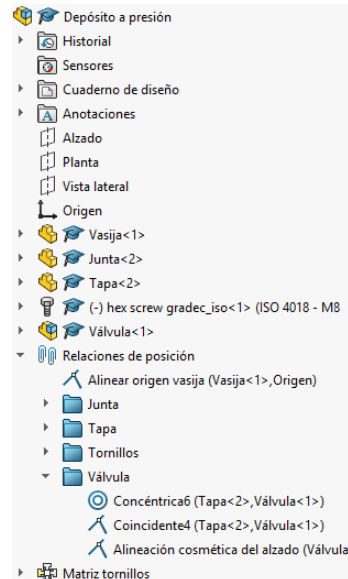 Depósito a presión
Historial
Sensores
Cuaderno de diseño
Anotaciones
Alzado
Planta
Vista lateral
Origen
Vasija<1>
Junta<2>
Tapa<2>
(-) hex screw gradec_iso<1> (ISO 4018 - M8
Válvula<1>
Relaciones de posición
Alinear origen vasija (Vasija<1>,Origen)
Junta
Tapa
Tornillos
Válvula
Concéntrica6 (Tapa<2>,Válvula<1>)
Coincidente4 (Tapa<2>,Válvula<1>)
Alineación cosmética del alzado (Válvula
Matriz tornillos